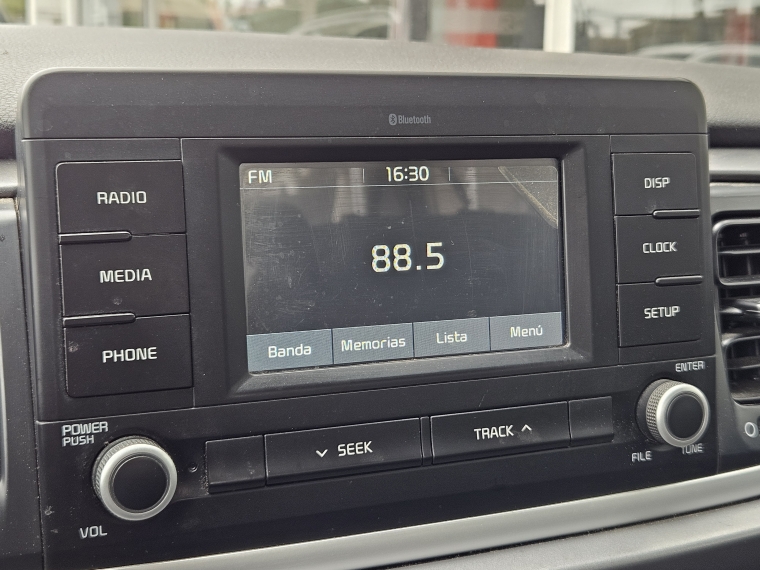 Bluetooth
FM 16:30
RADIO
MEDIA
PHONE
88.5
Banda Memorias Lista Menú
DISP
CLOCK
SETUP
POWER
PUSH
VOL
SEEK
TRACK
ENTER
FILE TUNE